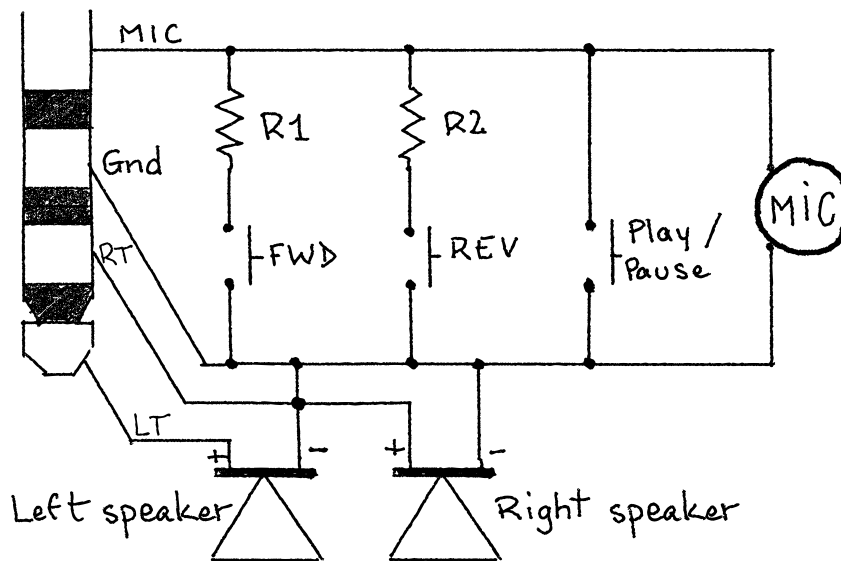 MIC
R1
R2
Gnd
MIC
RT
FWD
REV
Play /
Pause
LT
+
-
+
-
Left speaker
Right speaker